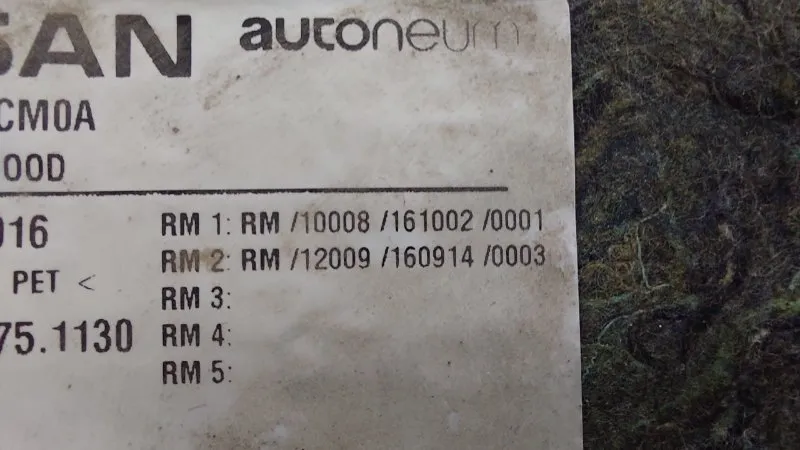 SAN autoneum
CM0A
00D
016
PET <
75.1130
RM 1: RM /10008 /161002 /0001
RM 2: RM /12009 /160914 /0003
RM 3:
RM 4:
RM 5: